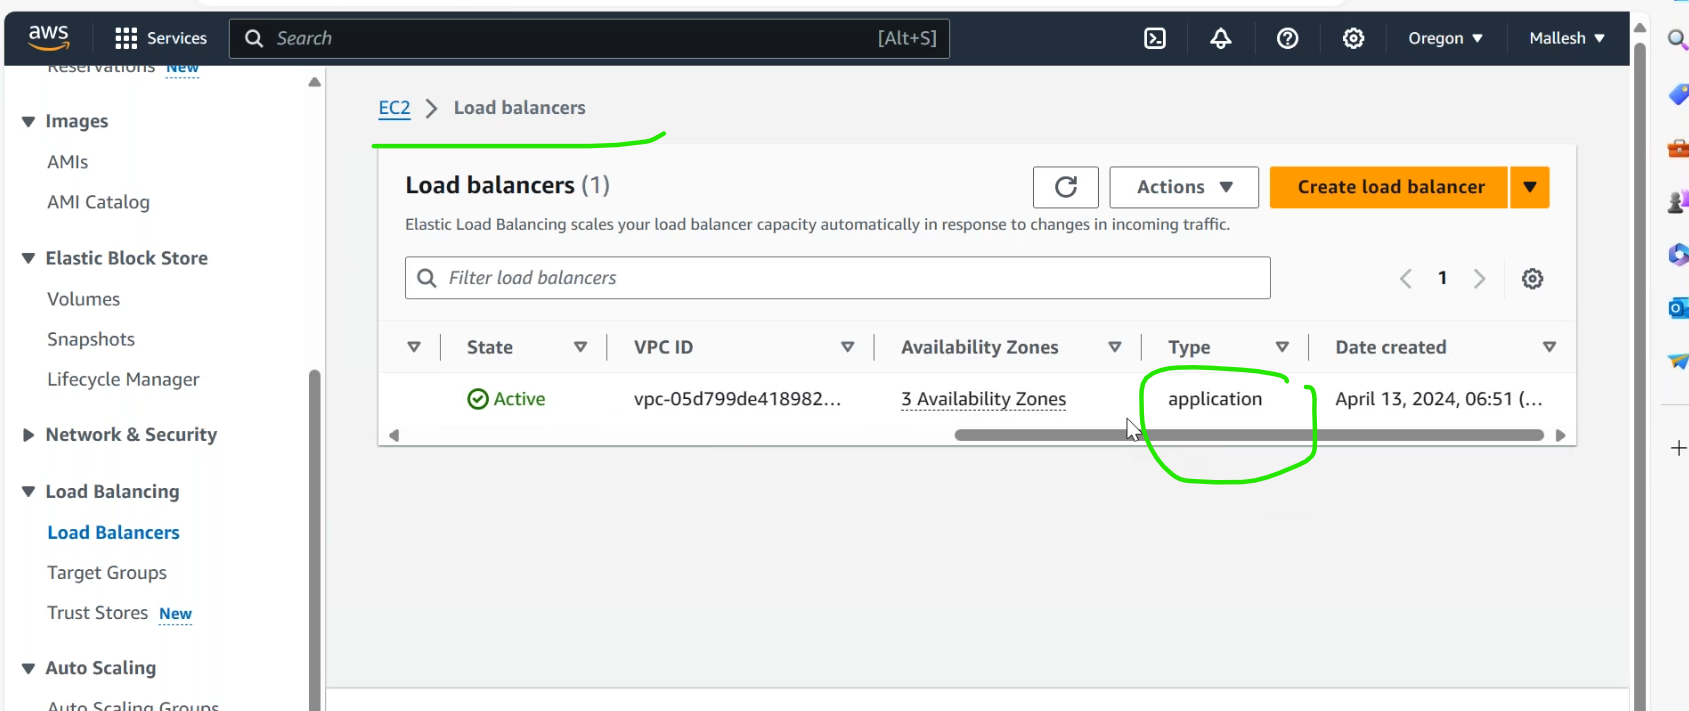 aws Services Search [Alt+S] Oregon Mallesh
Reservations New
EC2 Load balancers
Images
AMIs
AMI Catalog
Elastic Block Store
Volumes
Snapshots
Lifecycle Manager
Network & Security
Load Balancing
Load Balancers
Target Groups
Trust Stores New
Auto Scaling
Auto Scaling Groups
Load balancers (1)
Actions
Create load balancer
Elastic Load Balancing scales your load balancer capacity automatically in response to changes in incoming traffic.
Filter load balancers
1
State VPC ID Availability Zones Type Date created
Active vpc-05d799de418982... 3 Availability Zones application April 13, 2024, 06:51 (...